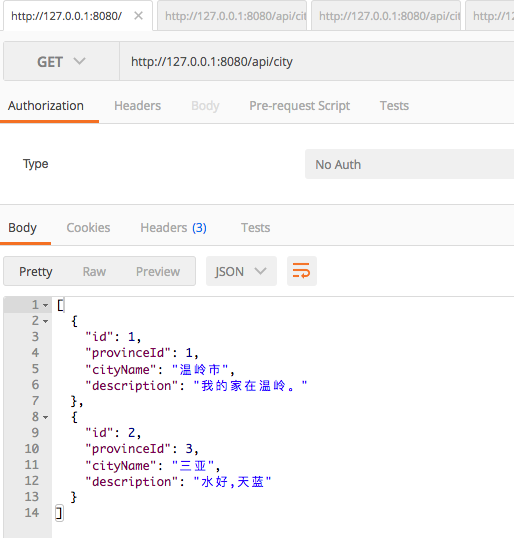 http://127.0.0.1:8080/ http://127.0.0.1:8080/api/cit http://127.0.0.1:8080/api/cit http://12
GET http://127.0.0.1:8080/api/city
Authorization Headers Body Pre-request Script Tests
Type No Auth
Body Cookies Headers (3) Tests
Pretty Raw Preview JSON
1 [
2 {
3 "id": 1,
4 "provinceId": 1,
5 "cityName": "温岭市",
6 "description": "我的家在温岭。"
7 },
8 {
9 "id": 2,
10 "provinceId": 3,
11 "cityName": "三亚",
12 "description": "水好,天蓝"
13 }
14 ]